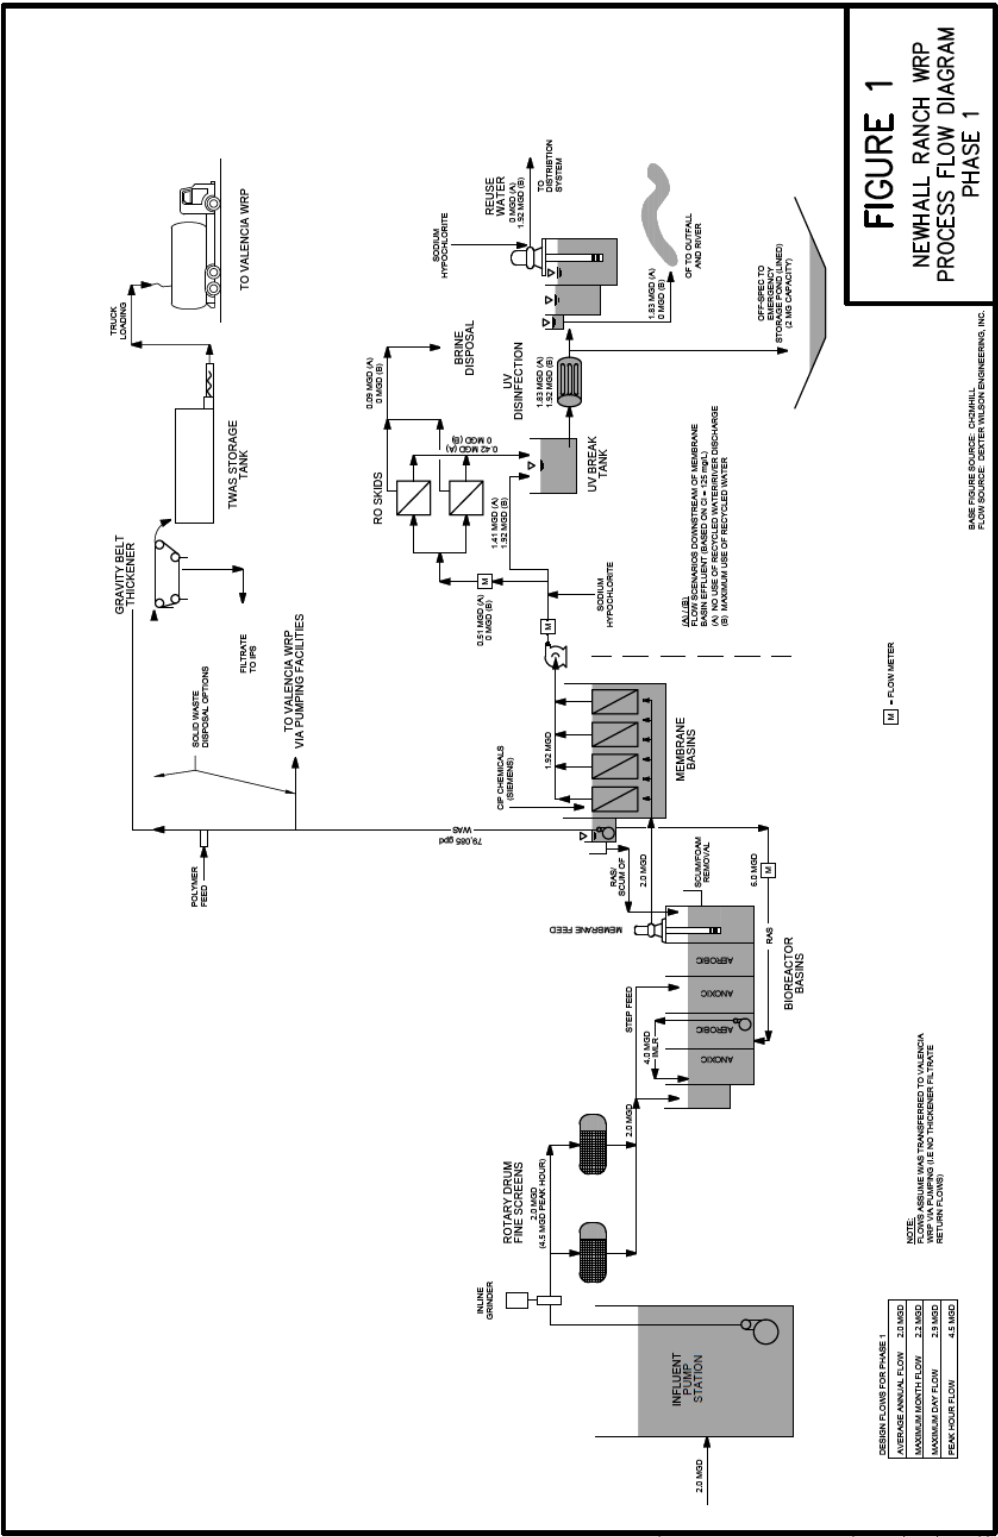 FIGURE 1
NEWHALL RANCH WRP
PROCESS FLOW DIAGRAM
PHASE 1
2.0 MGD
INFLUENT
PUMP
STATION
INLINE
GRINDER
ROTARY DRUM
FINE SCREENS
2.0 MGD
(4.5 MGD PEAK HOUR)
2.0 MGD
STEP FEED
4.0 MGD
IMLR
ANOXIC
AEROBIC
ANOXIC
AEROBIC
BIOREACTOR
BASINS
MEMBRANE FEED
RAS/
SCUM OF
2.0 MGD
SCUM/FOAM
REMOVAL
6.0 MGD
M
RAS
POLYMER
FEED
79,085 gpd
WAS
SOLID WASTE
DISPOSAL OPTIONS
TO VALENCIA WRP
VIA PUMPING FACILITIES
GRAVITY BELT
THICKENER
FILTRATE
TO IPS
TWAS STORAGE
TANK
TRUCK
LOADING
TO VALENCIA WRP
CIP CHEMICALS
(SIEMENS)
1.92 MGD
MEMBRANE
BASINS
M
SODIUM
HYPOCHLORITE
0.51 MGD (A)
0 MGD (B)
M
1.41 MGD (A)
1.92 MGD (B)
RO SKIDS
0.42 MGD (A)
0 MGD (B)
0.09 MGD (A)
0 MGD (B)
BRINE
DISPOSAL
UV BREAK
TANK
UV
DISINFECTION
1.83 MGD (A)
1.92 MGD (B)
SODIUM
HYPOCHLORITE
REUSE
WATER
0 MGD (A)
1.92 MGD (B)
TO
DISTRIBTION
SYSTEM
1.83 MGD (A)
0 MGD (B)
OF TO OUTFALL
AND RIVER
OFF-SPEC TO
EMERGENCY
STORAGE POND (LINED)
(2 MG CAPACITY)
(A) / (B)
FLOW SCENARIOS DOWNSTREAM OF MEMBRANE
BASIN EFFLUENT (BASED ON Cl = 125 mg/L)
(A) NO USE OF RECYCLED WATER/RIVER DISCHARGE
(B) MAXIMUM USE OF RECYCLED WATER
M = FLOW METER
NOTE:
FLOWS ASSUME WAS TRANSFERRED TO VALENCIA
WRP VIA PUMPING (I.E NO THICKENER FILTRATE
RETURN FLOWS)
DESIGN FLOWS FOR PHASE 1
AVERAGE ANNUAL FLOW 2.0 MGD
MAXIMUM MONTH FLOW 2.2 MGD
MAXIMUM DAY FLOW 2.9 MGD
PEAK HOUR FLOW 4.5 MGD
BASE FIGURE SOURCE: CH2MHILL
FLOW SOURCE: DEXTER WILSON ENGINEERING, INC.